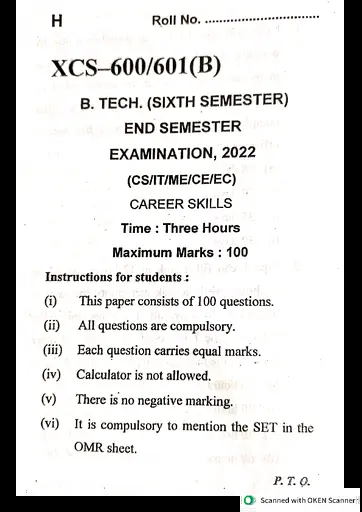 H Roll No. ................................
XCS–600/601(B)
B. TECH. (SIXTH SEMESTER)
END SEMESTER
EXAMINATION, 2022
(CS/IT/ME/CE/EC)
CAREER SKILLS
Time : Three Hours
Maximum Marks : 100
Instructions for students :
(i) This paper consists of 100 questions.
(ii) All questions are compulsory.
(iii) Each question carries equal marks.
(iv) Calculator is not allowed.
(v) There is no negative marking.
(vi) It is compulsory to mention the SET in the
OMR sheet.
P. T. O.
Scanned with OKEN Scanner